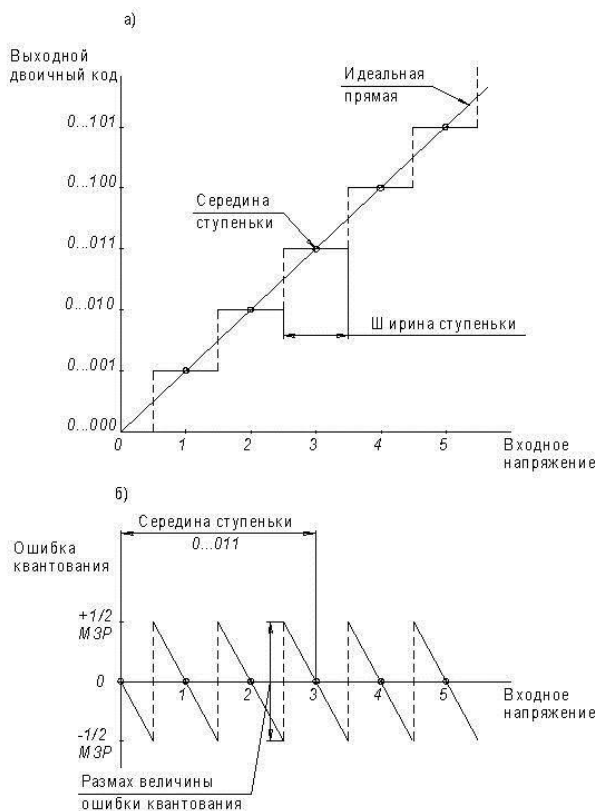 а)
Выходной
двоичный код
Идеальная
прямая
0...101
0...100
Середина
ступеньки
0...011
0...010
Ширина ступеньки
0...001
0...000
0
1
2
3
4
5
Входное
напряжение
б)
Середина ступеньки
0...011
Ошибка
квантования
+1/2
МЗР
0
1
2
3
4
5
Входное
напряжение
-1/2
МЗР
Размах величины
ошибки квантования